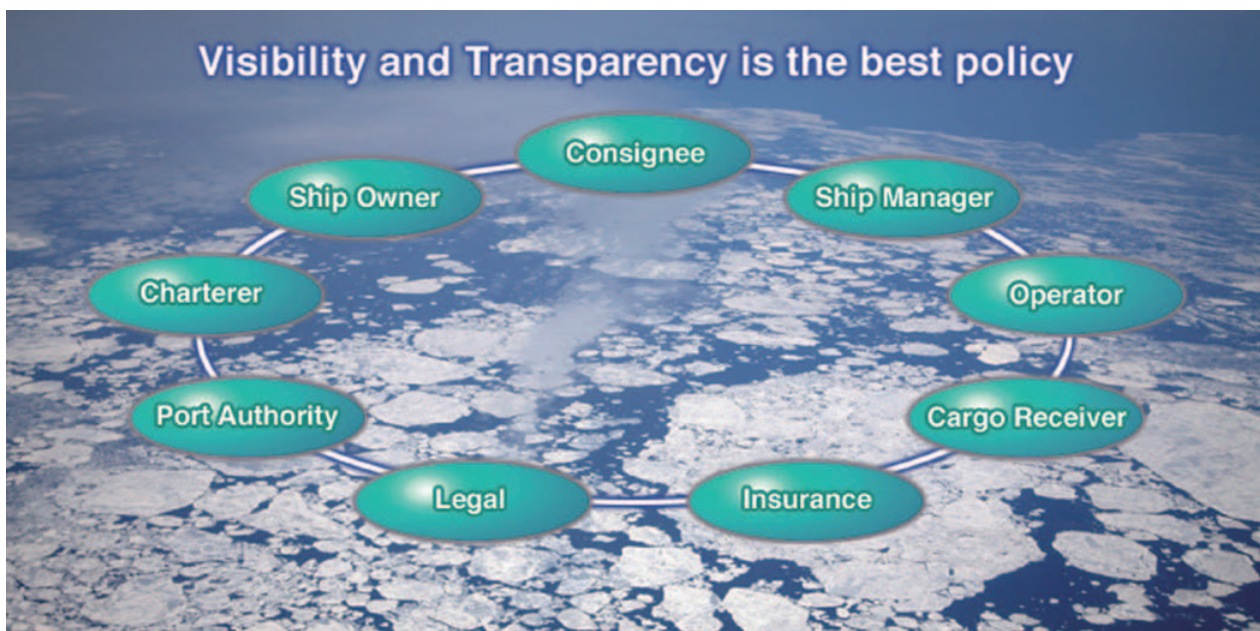 Visibility and Transparency is the best policy
Consignee
Ship Owner
Ship Manager
Charterer
Operator
Port Authority
Cargo Receiver
Legal
Insurance